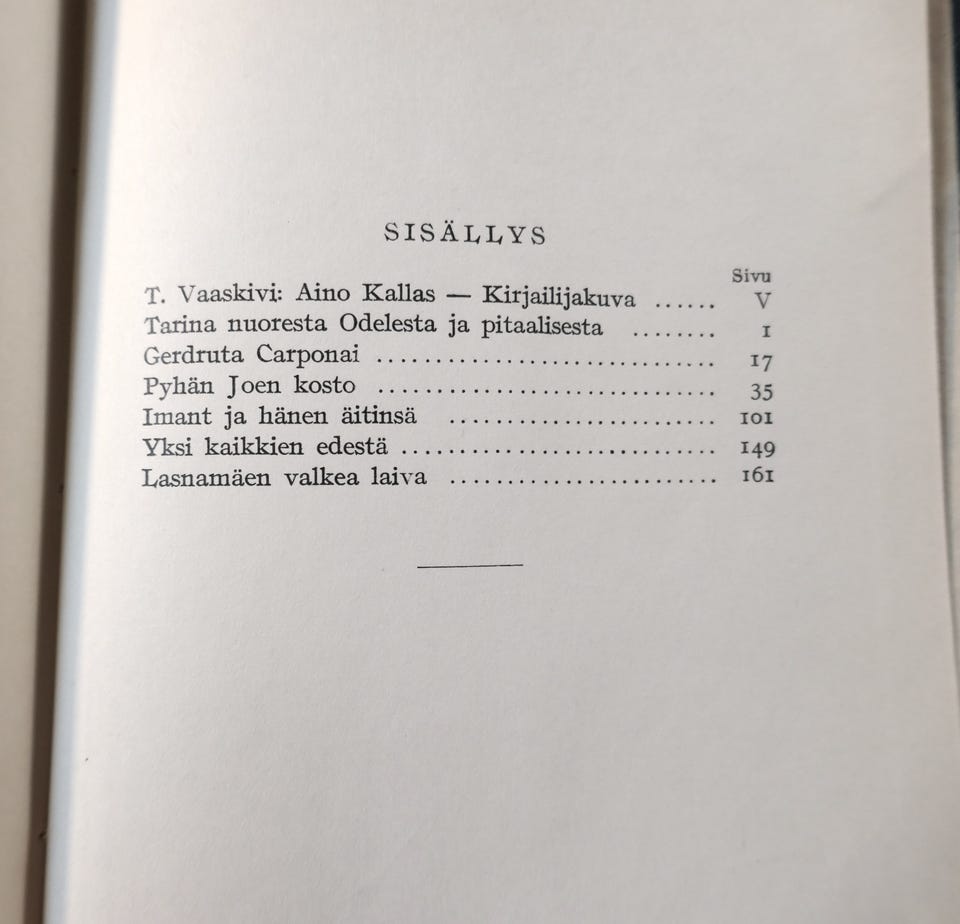 SISÄLLYS
Sivu
T. Vaaskivi: Aino Kallas — Kirjailijakuva ...... V
Tarina nuoresta Odelesta ja pitaalisesta ........ 1
Gerdruta Carponai ............................ 17
Pyhän Joen kosto ............................ 35
Imant ja hänen äitinsä ...................... 101
Yksi kaikkien edestä .......................... 149
Lasnamäen valkea laiva ...................... 161